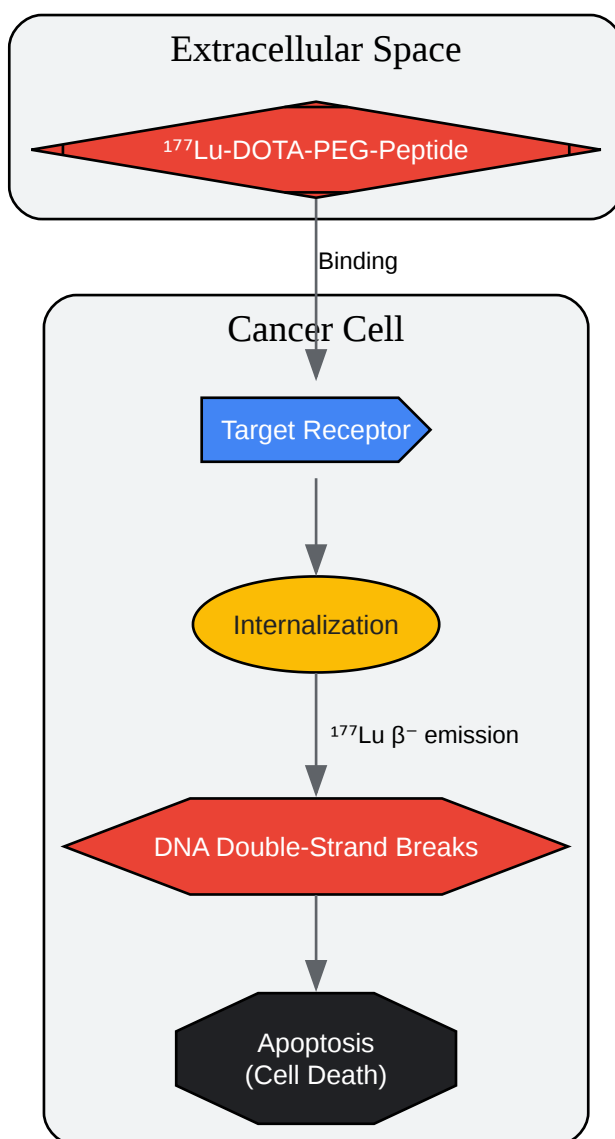 Extracellular Space
¹⁷⁷Lu-DOTA-PEG-Peptide
Binding
Cancer Cell
Target Receptor
Internalization
¹⁷⁷Lu β⁻ emission
DNA Double-Strand Breaks
Apoptosis
(Cell Death)